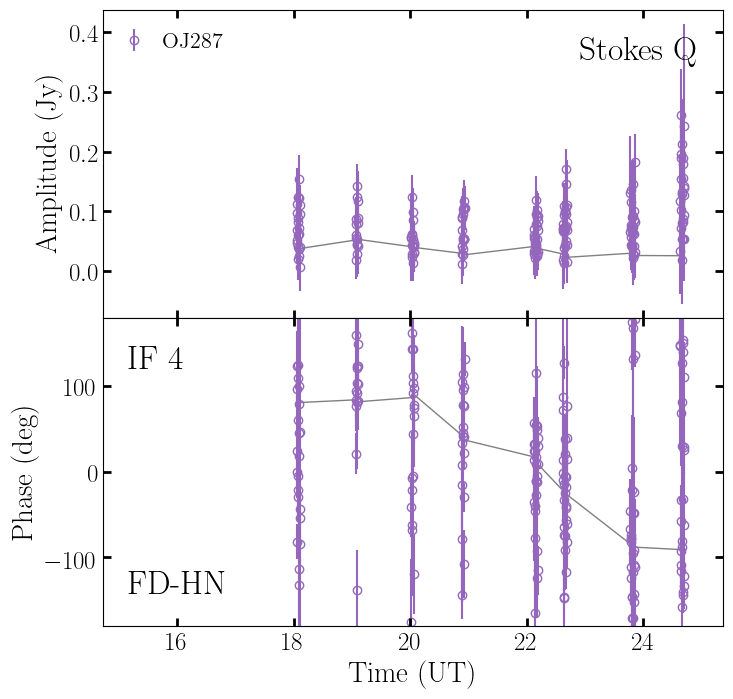 OJ287
Stokes Q
Amplitude (Jy)
0.4
0.3
0.2
0.1
0.0
IF 4
FD-HN
Phase (deg)
100
0
−100
16 18 20 22 24
Time (UT)